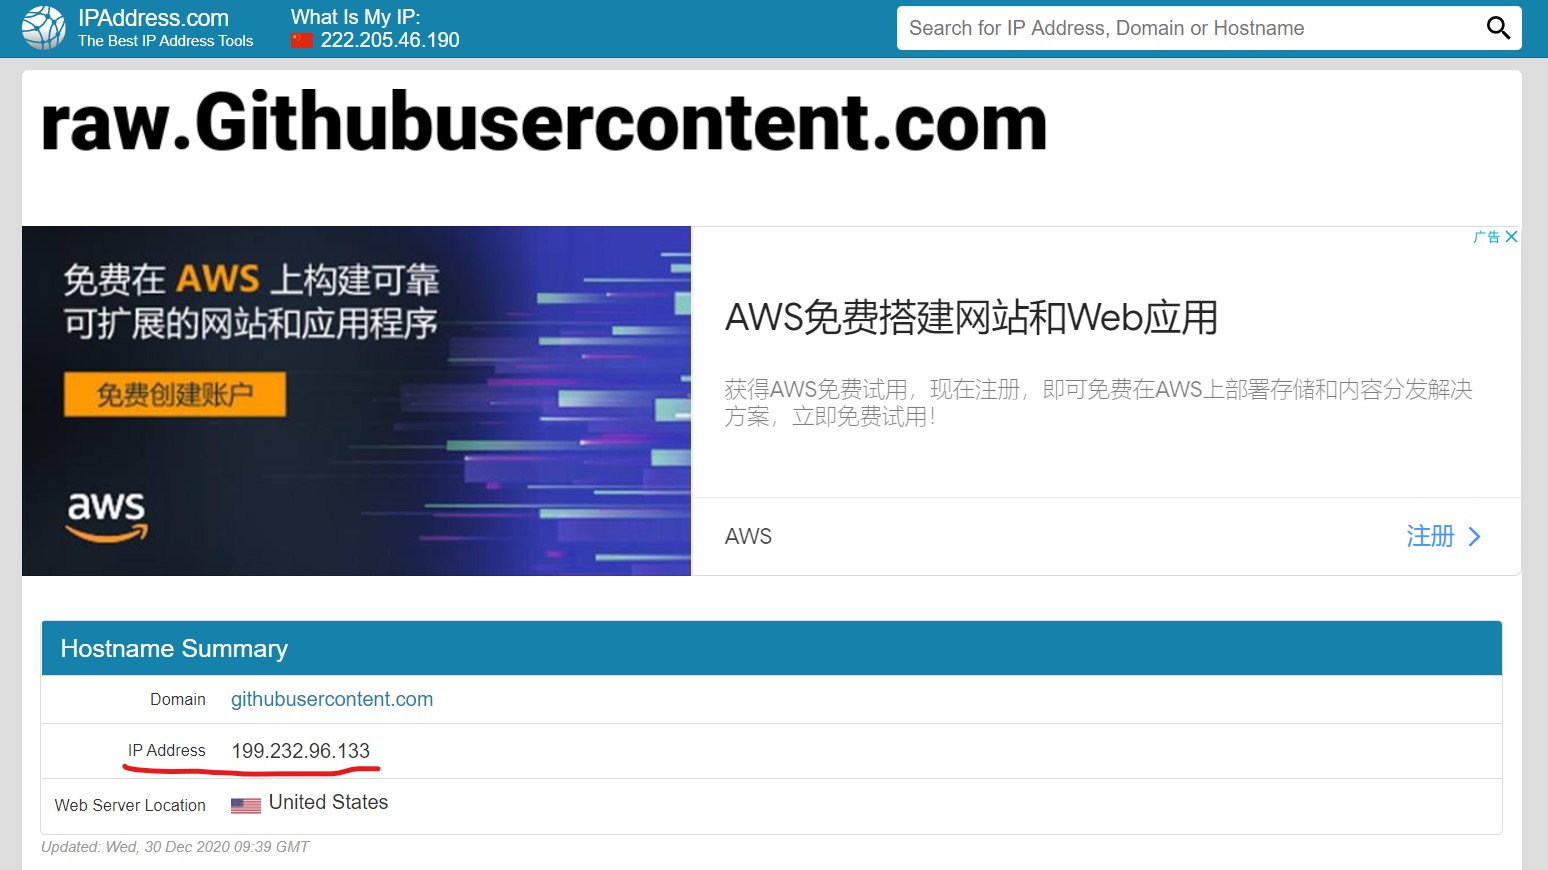 IPAddress.com
The Best IP Address Tools
What Is My IP:
222.205.46.190
Search for IP Address, Domain or Hostname
raw.Githubusercontent.com
免费在 AWS 上构建可靠
可扩展的网站和应用程序
免费创建账户
aws
广告
AWS免费搭建网站和Web应用
获得AWS免费试用，现在注册，即可免费在AWS上部署存储和内容分发解决
方案，立即免费试用！
AWS
注册
Hostname Summary
Domain githubusercontent.com
IP Address 199.232.96.133
Web Server Location United States
Updated: Wed, 30 Dec 2020 09:39 GMT